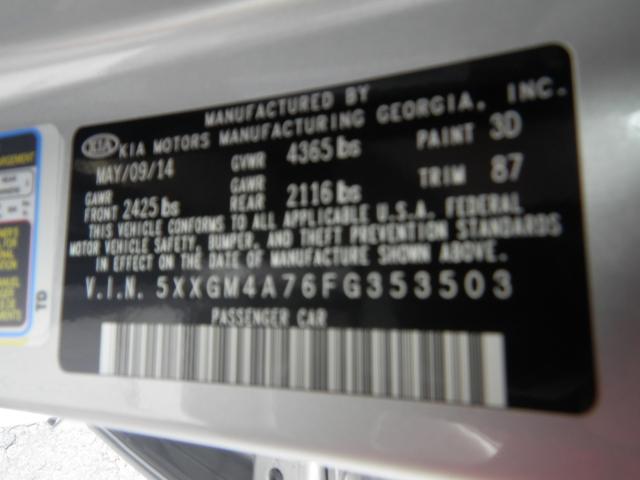 MANUFACTURED BY
KIA KIA MOTORS MANUFACTURING GEORGIA, INC.
MAY/09/14 GVWR 4365 lbs PAINT 3D
GAWR FRONT 2425 lbs GAWR REAR 2116 lbs TRIM 87
THIS VEHICLE CONFORMS TO ALL APPLICABLE U.S.A. FEDERAL
MOTOR VEHICLE SAFETY, BUMPER, AND THEFT PREVENTION STANDARDS
IN EFFECT ON THE DATE OF MANUFACTURE SHOWN ABOVE.
V.I.N. 5XXGM4A76FG353503
PASSENGER CAR
TD